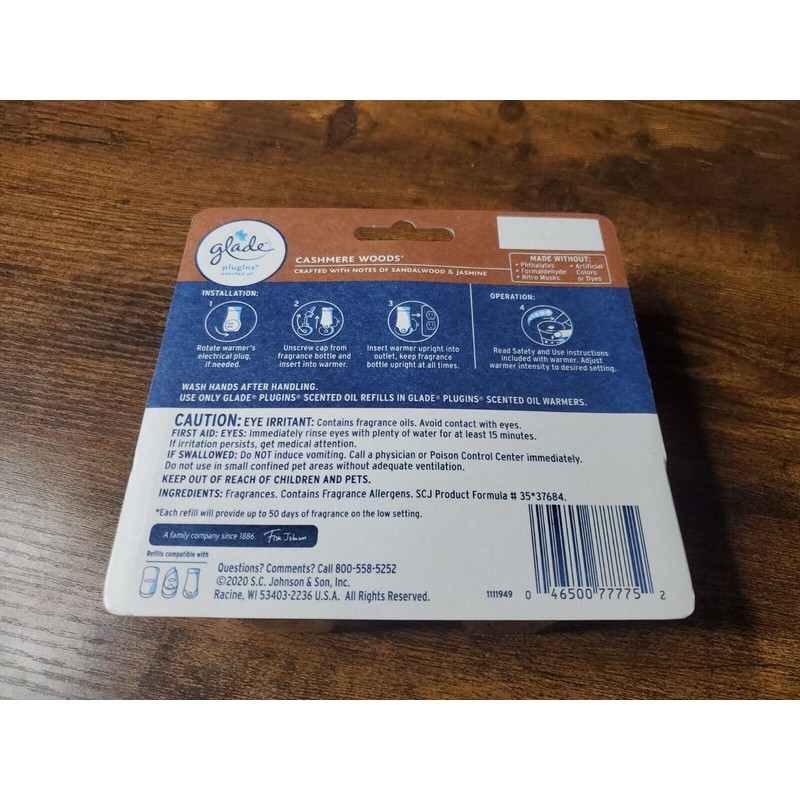 glade
plugins®
scented oil
CASHMERE WOODS®
CRAFTED WITH NOTES OF SANDALWOOD & JASMINE
MADE WITHOUT:
• Phthalates
• Formaldehyde
• Nitro Musks
• Artificial
Colors
or Dyes
INSTALLATION:
1
Rotate warmer's
electrical plug,
if needed.
2
Unscrew cap from
fragrance bottle and
insert into warmer.
3
Insert warmer upright into
outlet, keep fragrance
bottle upright at all times.
OPERATION:
4
Read Safety and Use instructions
included with warmer. Adjust
warmer intensity to desired setting.
WASH HANDS AFTER HANDLING.
USE ONLY GLADE® PLUGINS® SCENTED OIL REFILLS IN GLADE® PLUGINS® SCENTED OIL WARMERS.
CAUTION: EYE IRRITANT: Contains fragrance oils. Avoid contact with eyes.
FIRST AID: EYES: Immediately rinse eyes with plenty of water for at least 15 minutes.
If irritation persists, get medical attention.
IF SWALLOWED: Do NOT induce vomiting. Call a physician or Poison Control Center immediately.
Do not use in small confined pet areas without adequate ventilation.
KEEP OUT OF REACH OF CHILDREN AND PETS.
INGREDIENTS: Fragrances. Contains Fragrance Allergens. SCJ Product Formula # 35*37684.
*Each refill will provide up to 50 days of fragrance on the low setting.
A family company since 1886. Fisk Johnson
Refills compatible with
Questions? Comments? Call 800-558-5252
©2020 S.C. Johnson & Son, Inc.
Racine, WI 53403-2236 U.S.A. All Rights Reserved.
1111949
0 46500 77775 2